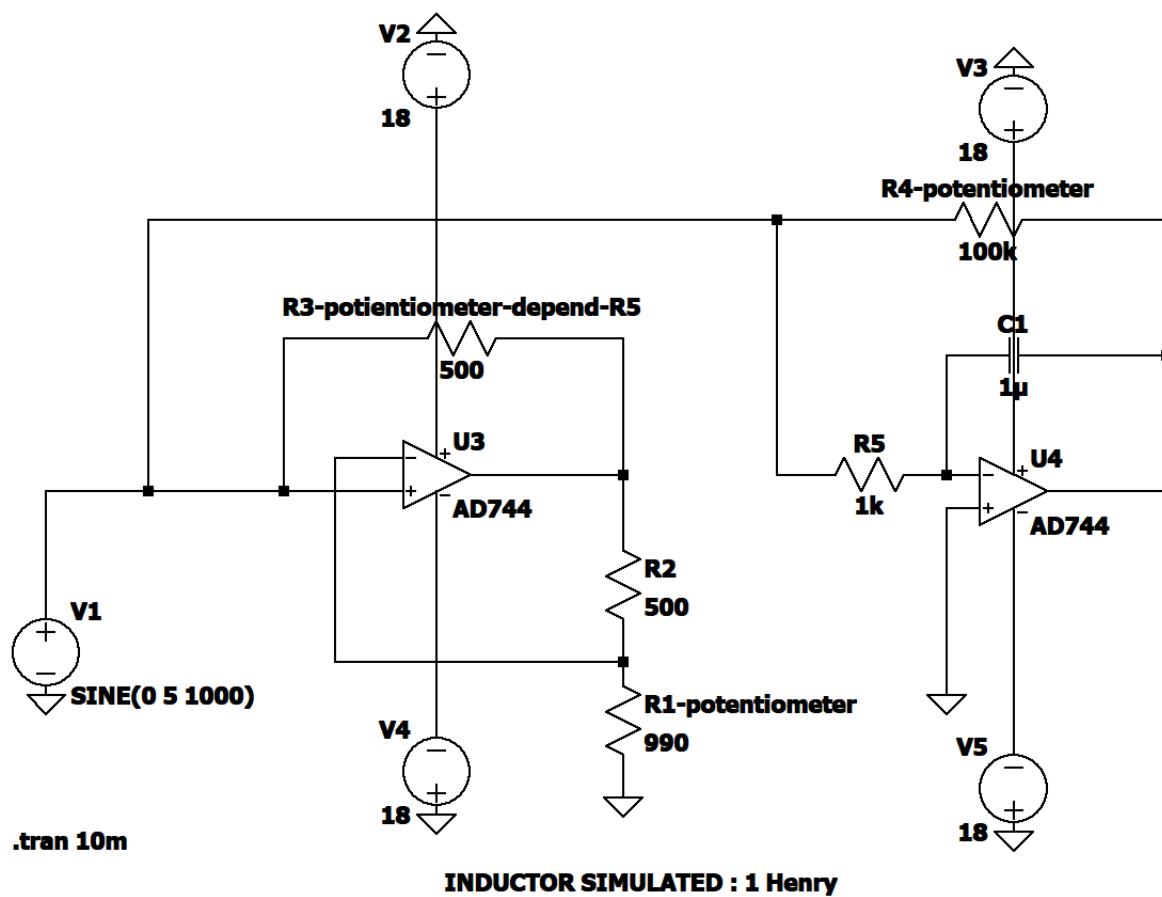 V2
18
V3
18
R4-potentiometer
100k
R3-potientiometer-depend-R5
500
C1
1µ
U3
AD744
R5
1k
U4
AD744
R2
500
V1
SINE(0 5 1000)
R1-potentiometer
990
V4
18
V5
18
.tran 10m
INDUCTOR SIMULATED : 1 Henry